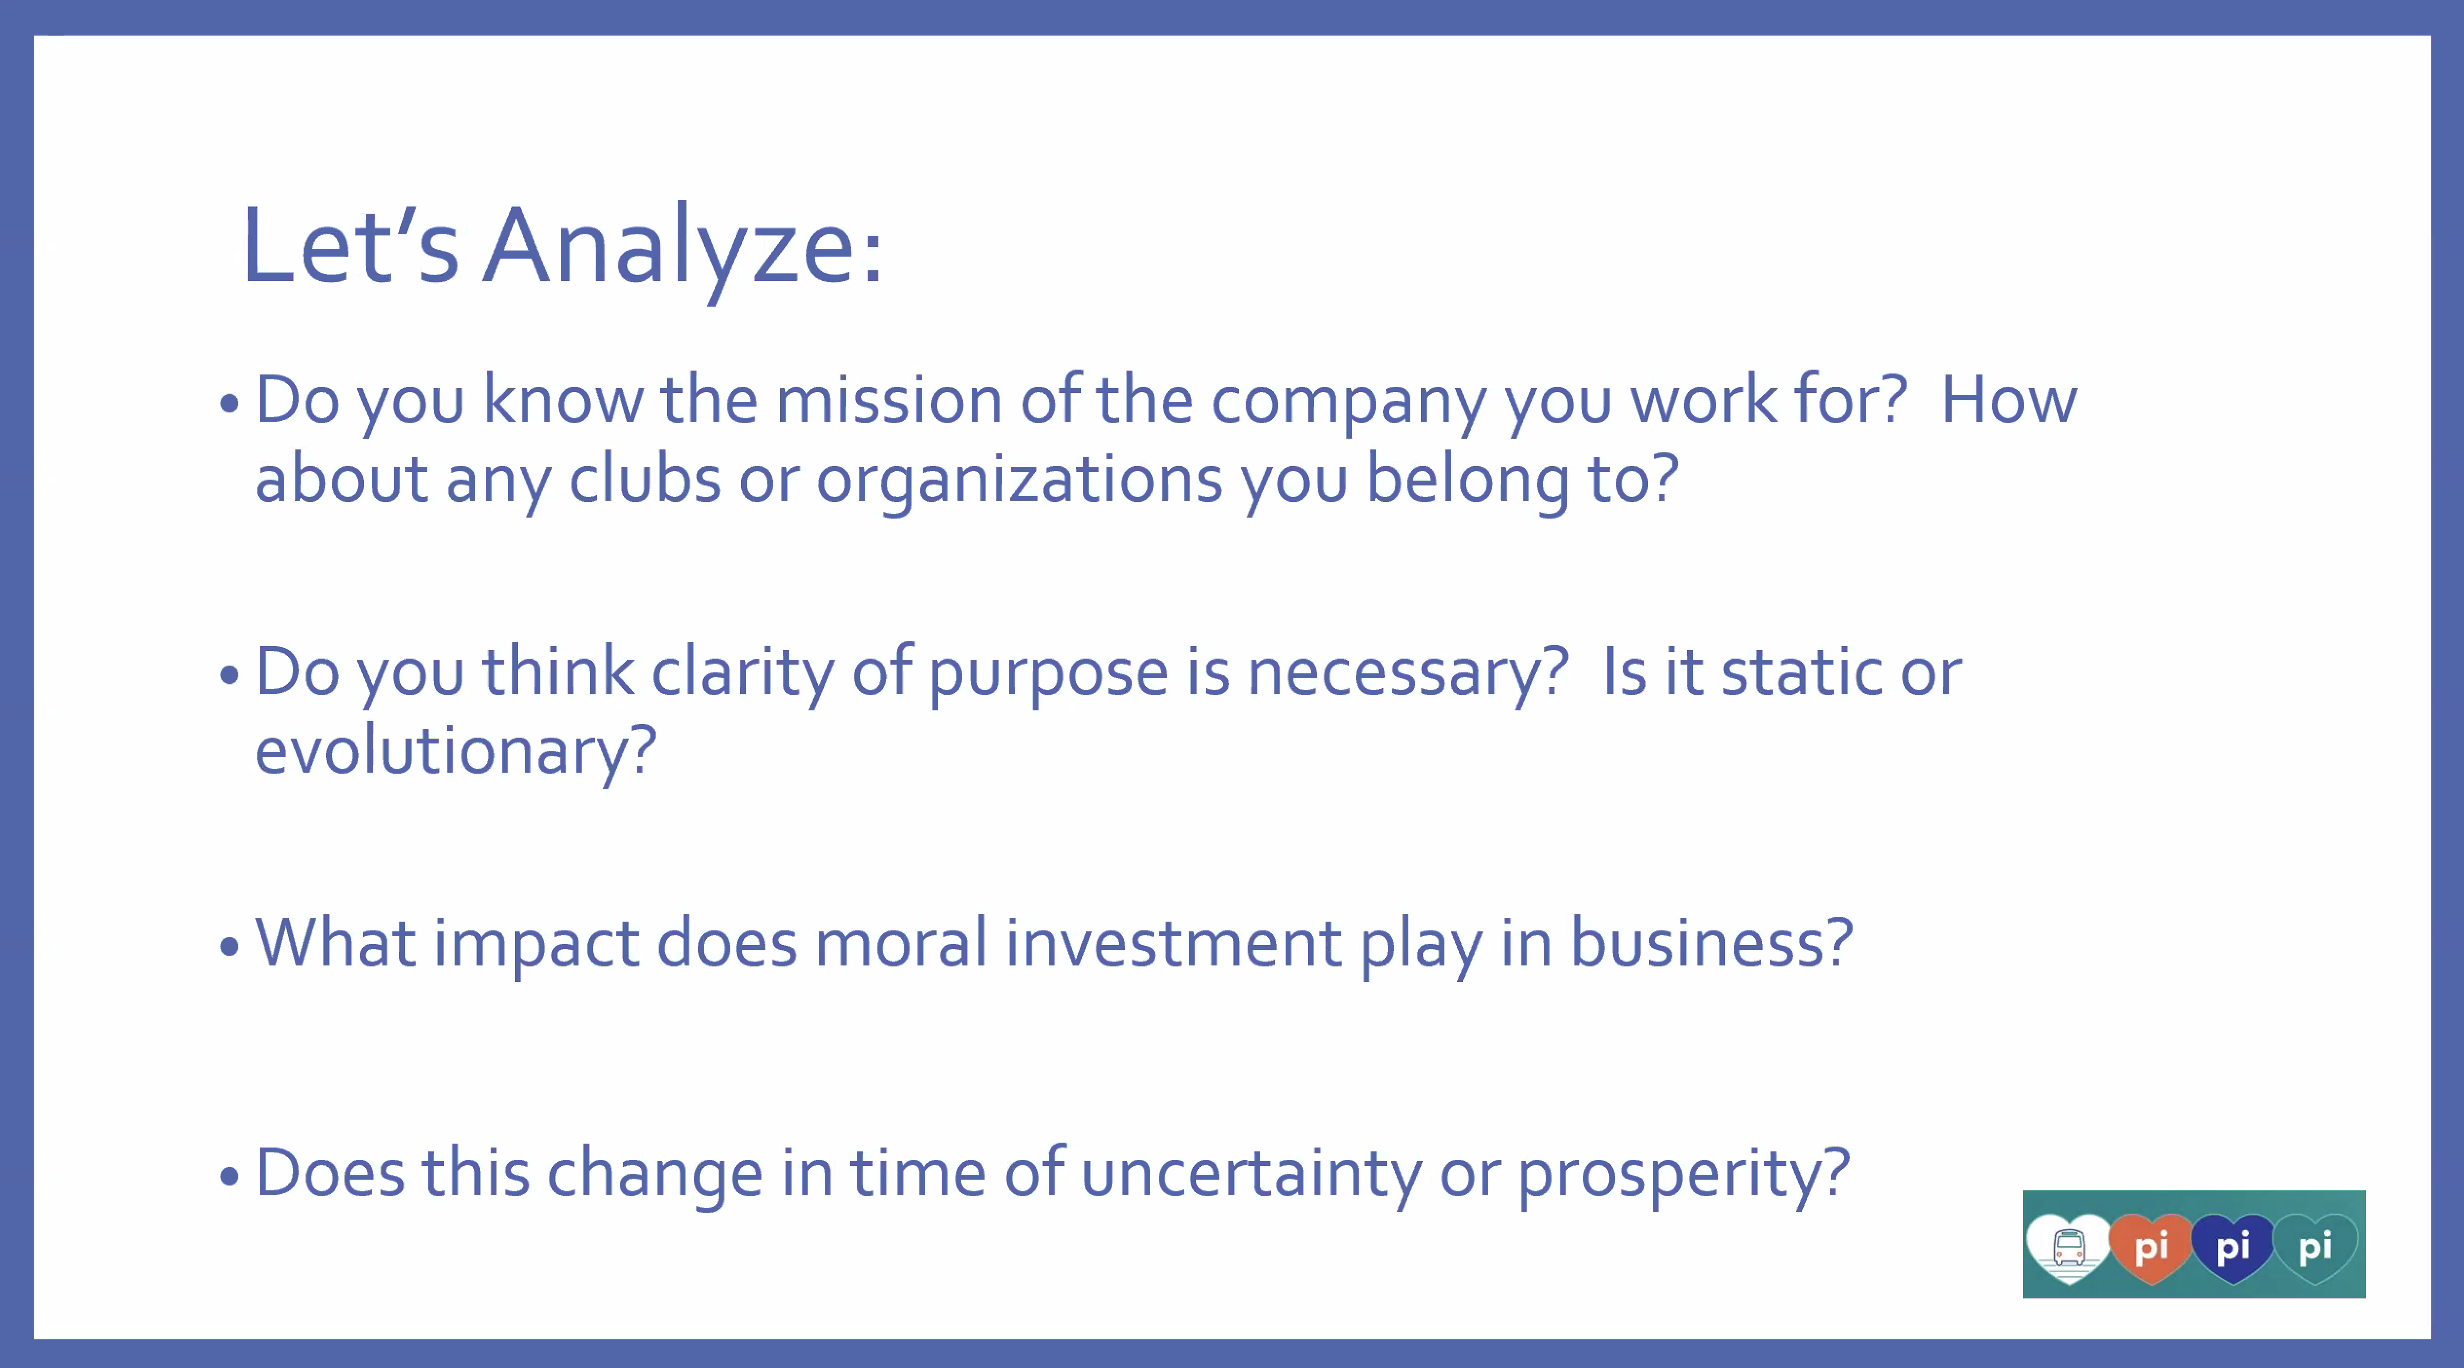 Let’s Analyze:
• Do you know the mission of the company you work for?  How
about any clubs or organizations you belong to?
• Do you think clarity of purpose is necessary?  Is it static or
evolutionary?
• What impact does moral investment play in business?
• Does this change in time of uncertainty or prosperity?
pi pi pi